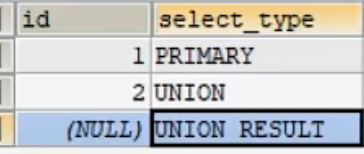 id select_type
1 PRIMARY
2 UNION
(NULL) UNION RESULT